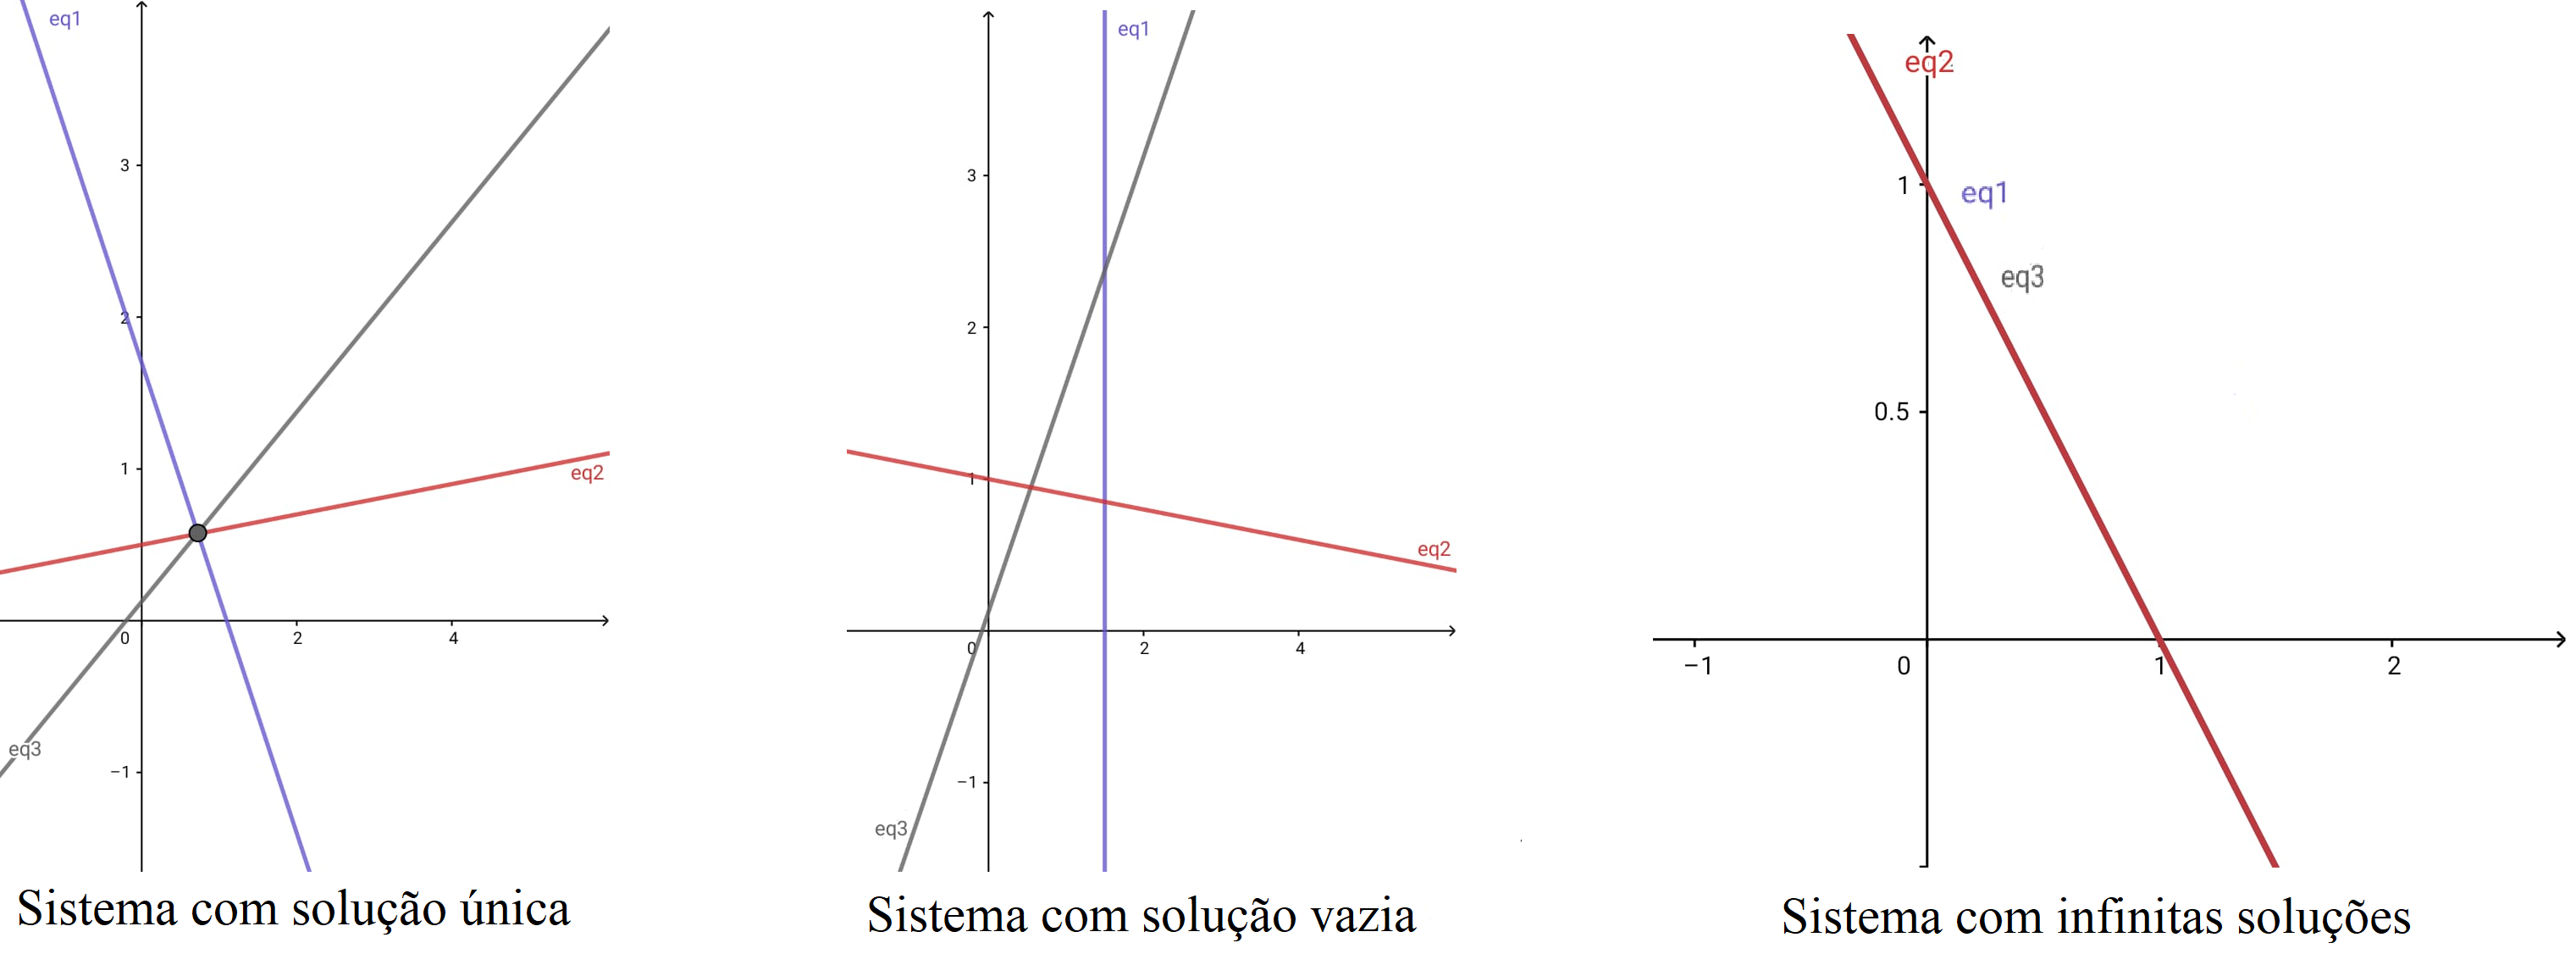 eq1
3
2
1
eq2
0
2
4
eq3
−1
Sistema com solução única
eq1
3
2
1
eq2
0
2
4
−1
eq3
Sistema com solução vazia
eq2
1
eq1
eq3
0.5
−1
0
1
2
Sistema com infinitas soluções